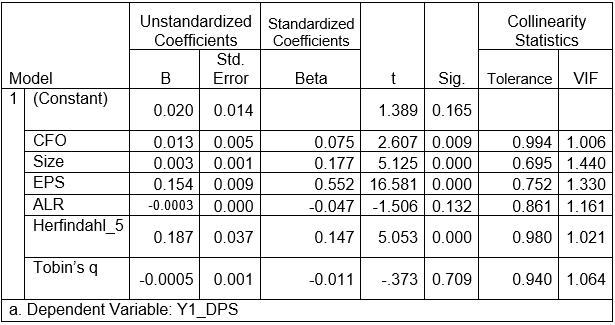 Unstandardized Coefficients Standardized Coefficients Collinearity Statistics
Model B Std. Error Beta t Sig. Tolerance VIF
1 (Constant) 0.020 0.014 1.389 0.165
CFO 0.013 0.005 0.075 2.607 0.009 0.994 1.006
Size 0.003 0.001 0.177 5.125 0.000 0.695 1.440
EPS 0.154 0.009 0.552 16.581 0.000 0.752 1.330
ALR -0.0003 0.000 -0.047 -1.506 0.132 0.861 1.161
Herfindahl_5 0.187 0.037 0.147 5.053 0.000 0.980 1.021
Tobin's q -0.0005 0.001 -0.011 -.373 0.709 0.940 1.064
a. Dependent Variable: Y1_DPS